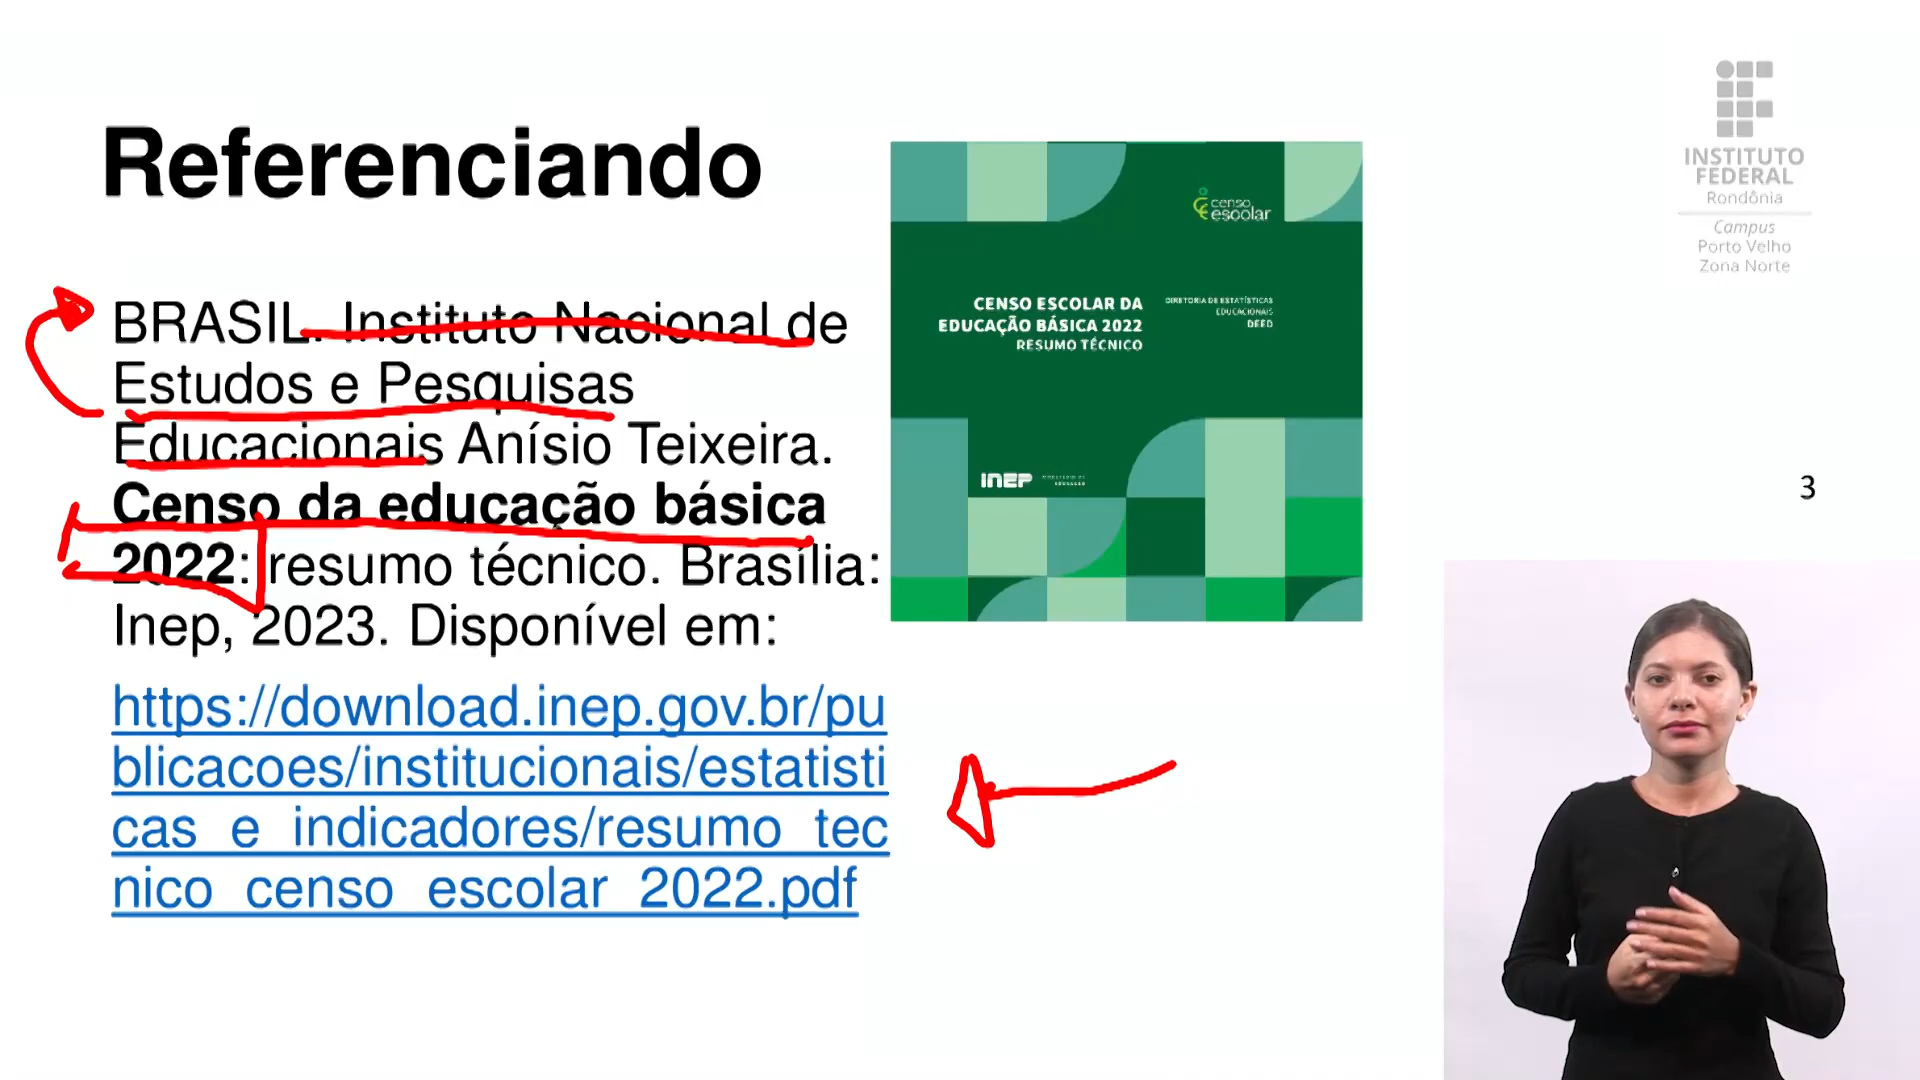 Referenciando
BRASIL. Instituto Nacional de
Estudos e Pesquisas
Educacionais Anísio Teixeira.
Censo da educação básica
2022: resumo técnico. Brasília:
Inep, 2023. Disponível em:
https://download.inep.gov.br/pu
blicacoes/institucionais/estatisti
cas_e_indicadores/resumo_tec
nico_censo_escolar_2022.pdf
censo
escolar
CENSO ESCOLAR DA
EDUCAÇÃO BÁSICA 2022
RESUMO TÉCNICO
DIRETORIA DE ESTATÍSTICAS
EDUCACIONAIS
DEED
INEP
MINISTÉRIO DA
EDUCAÇÃO
INSTITUTO
FEDERAL
Rondônia
Campus
Porto Velho
Zona Norte
3